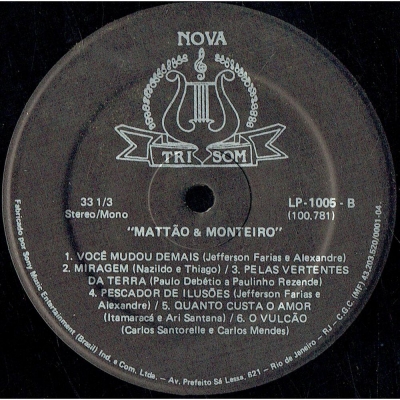 NOVA
TRI SOM
33 1/3
Stereo/Mono
LP-1005 - B
(100.781)
"MATTÃO & MONTEIRO"
1. VOCÊ MUDOU DEMAIS (Jefferson Farias e Alexandre)
2. MIRAGEM (Nazildo e Thiago) / 3. PELAS VERTENTES
DA TERRA (Paulo Debétio a Paulinho Rezende)
4. PESCADOR DE ILUSÕES (Jefferson Farias e
Alexandre) / 5. QUANTO CUSTA O AMOR
(Itamaracá e Ari Santana) / 6. O VULCÃO
(Carlos Santorelle e Carlos Mendes)
Fabricado por Sony Music Entertainment (Brasil) Ind. e Com. Ltda. — Av. Prefeito Sá Lessa, 621 - Rio de Janeiro - RJ - C.G.C. (MF) 43.203.520/0001-04